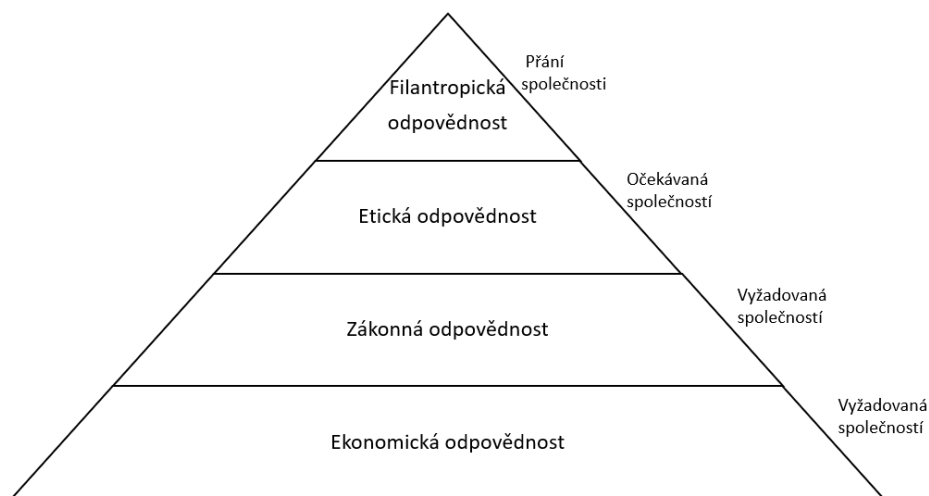 Přání
společnosti
Filantropická
odpovědnost
Očekávaná
společností
Etická odpovědnost
Vyžadovaná
společností
Zákonná odpovědnost
Vyžadovaná
společností
Ekonomická odpovědnost